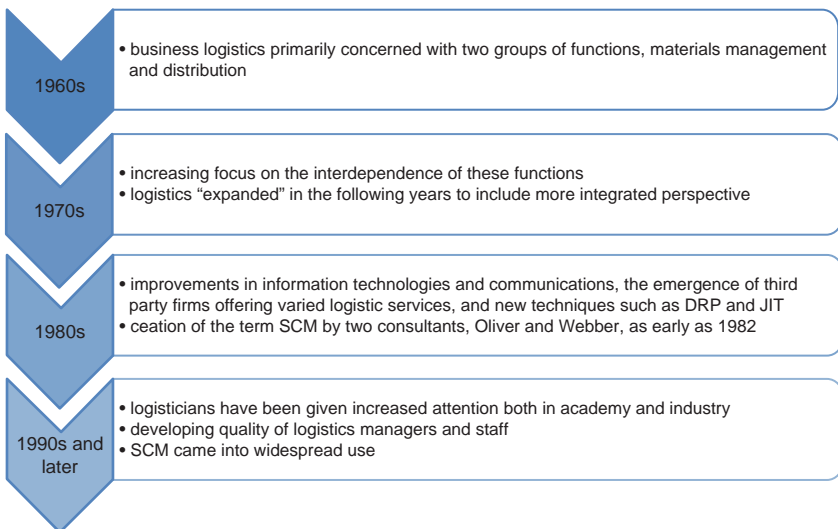 1960s
• business logistics primarily concerned with two groups of functions, materials management
and distribution
1970s
• increasing focus on the interdependence of these functions
• logistics “expanded” in the following years to include more integrated perspective
1980s
• improvements in information technologies and communications, the emergence of third
party firms offering varied logistic services, and new techniques such as DRP and JIT
• ceation of the term SCM by two consultants, Oliver and Webber, as early as 1982
1990s and
later
• logisticians have been given increased attention both in academy and industry
• developing quality of logistics managers and staff
• SCM came into widespread use